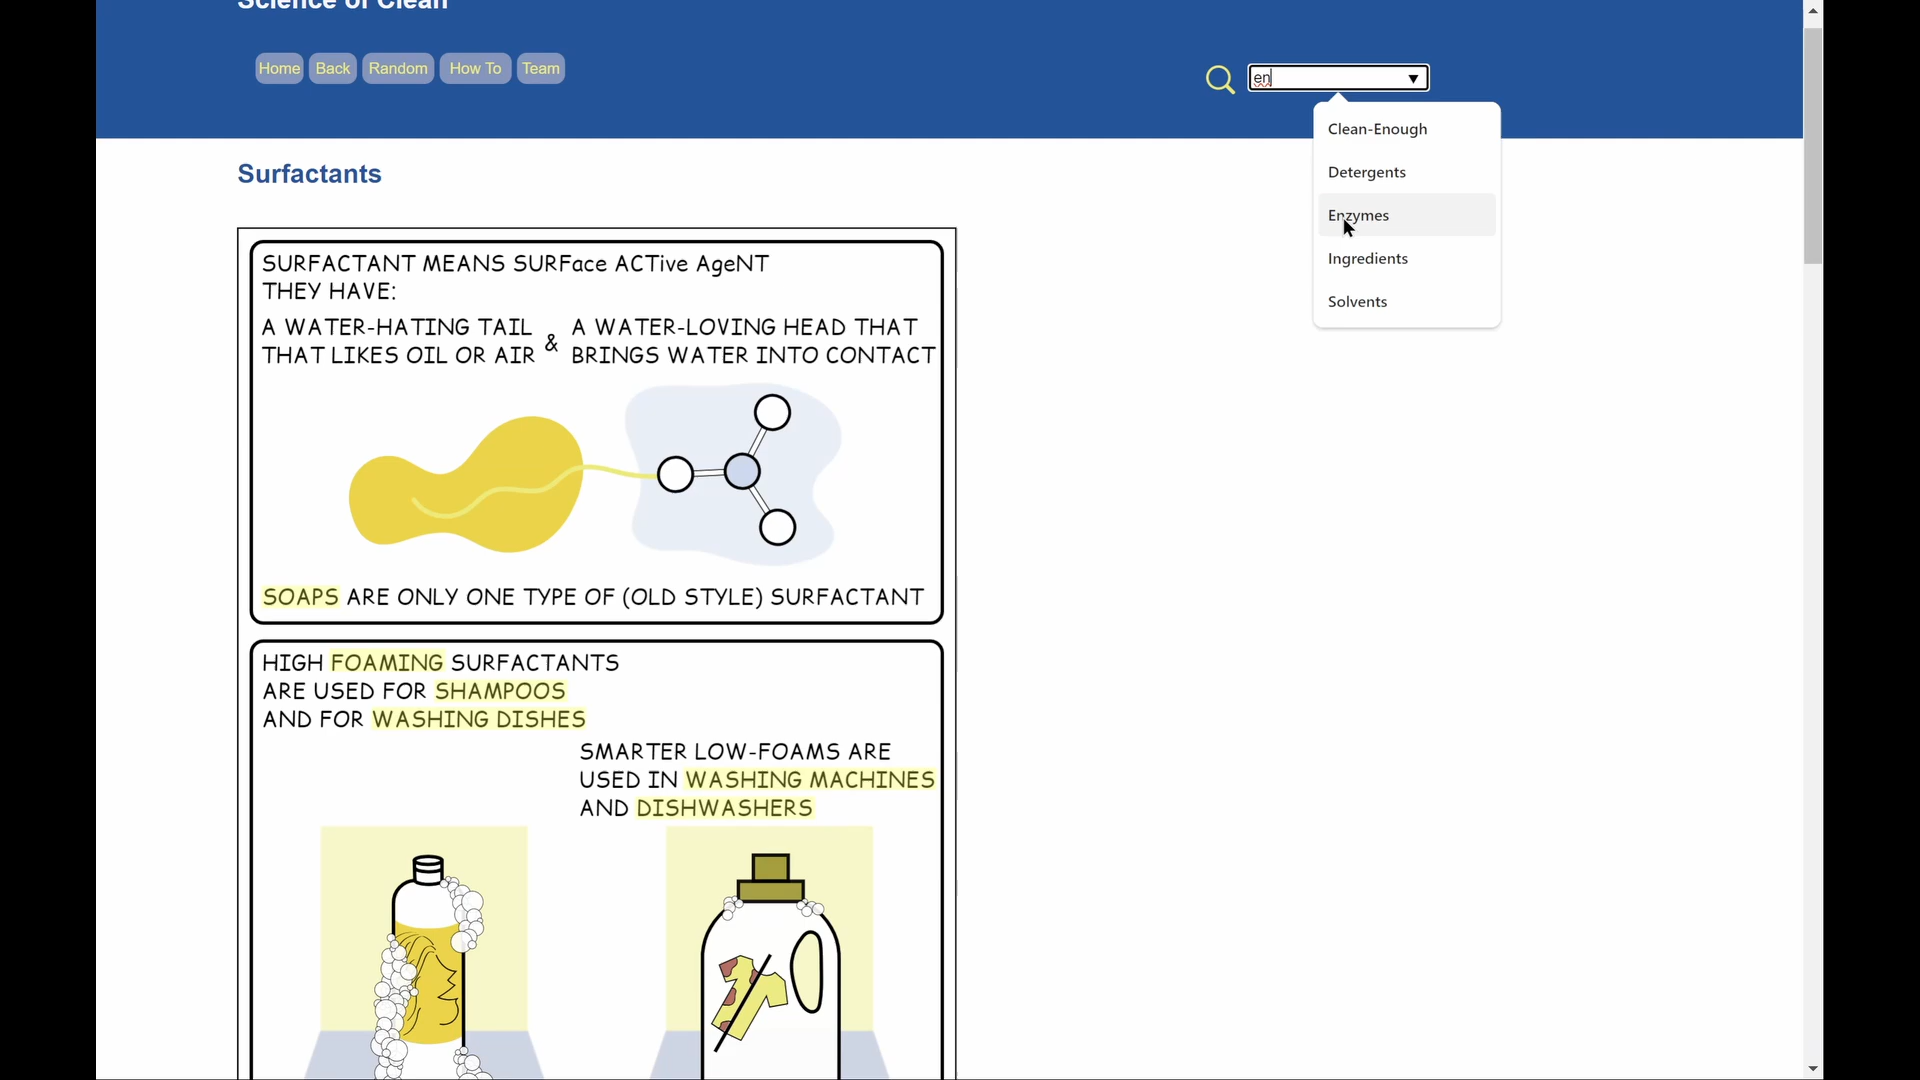 Science of Clean
Home Back Random How To Team
en
Clean-Enough
Detergents
Enzymes
Ingredients
Solvents
Surfactants
SURFACTANT MEANS SURFace ACTive AgeNT
THEY HAVE:
A WATER-HATING TAIL
THAT LIKES OIL OR AIR
&
A WATER-LOVING HEAD THAT
BRINGS WATER INTO CONTACT
SOAPS ARE ONLY ONE TYPE OF (OLD STYLE) SURFACTANT
HIGH FOAMING SURFACTANTS
ARE USED FOR SHAMPOOS
AND FOR WASHING DISHES
SMARTER LOW-FOAMS ARE
USED IN WASHING MACHINES
AND DISHWASHERS